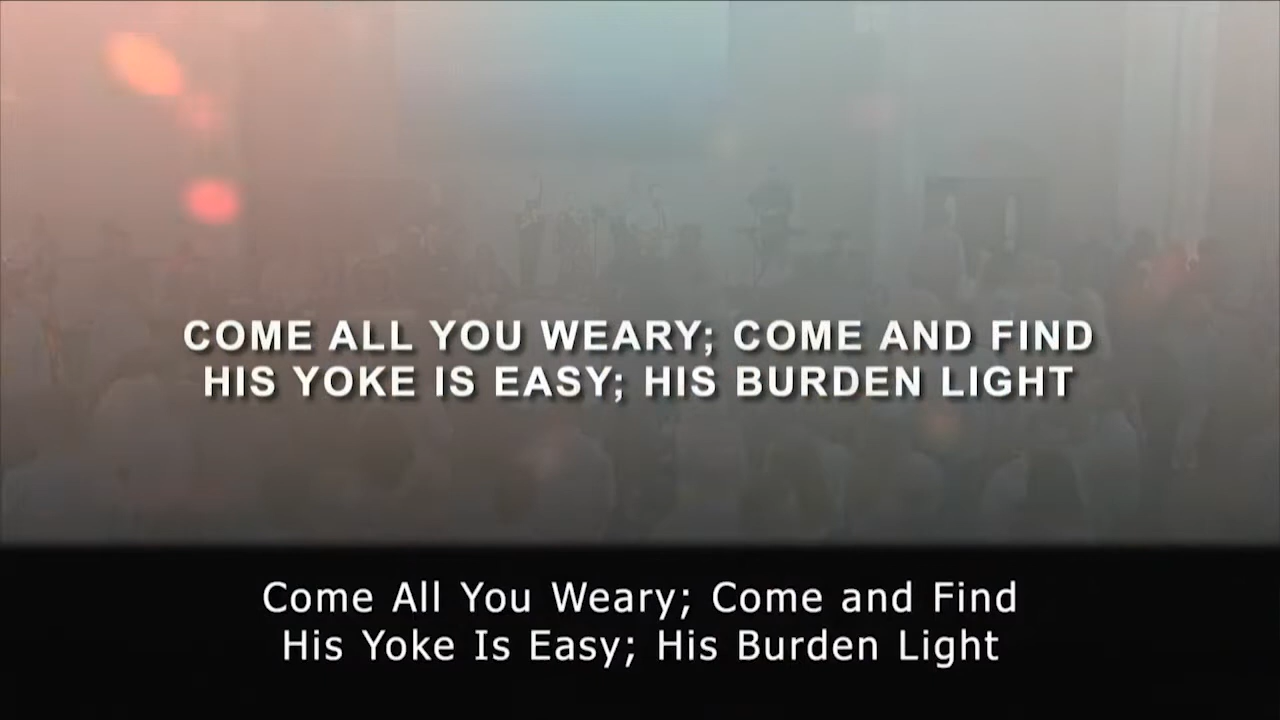 COME ALL YOU WEARY; COME AND FIND
HIS YOKE IS EASY; HIS BURDEN LIGHT
Come All You Weary; Come and Find
His Yoke Is Easy; His Burden Light